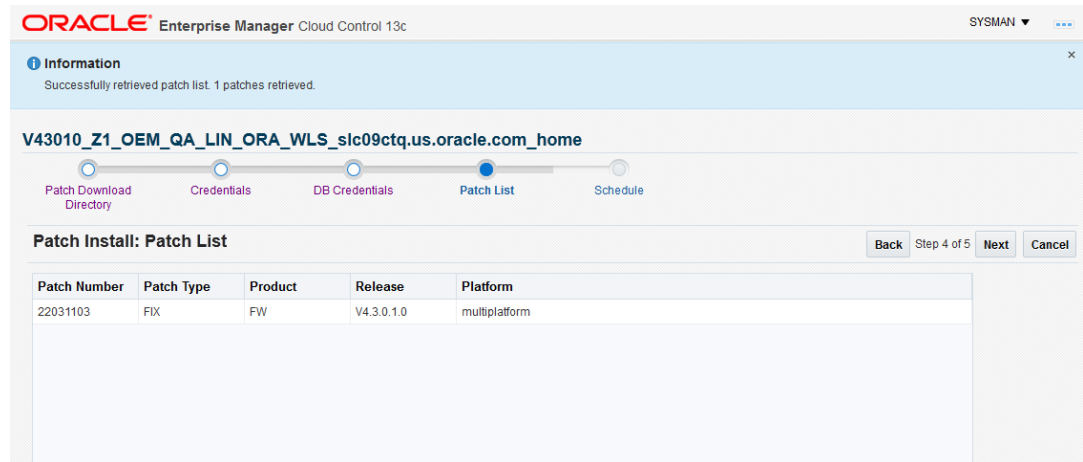 ORACLE Enterprise Manager Cloud Control 13c SYSMAN
Information
Successfully retrieved patch list. 1 patches retrieved.
V43010_Z1_OEM_QA_LIN_ORA_WLS_slc09ctq.us.oracle.com_home
Patch Download Directory
Credentials
DB Credentials
Patch List
Schedule
Patch Install: Patch List
Back Step 4 of 5 Next Cancel
Patch Number Patch Type Product Release Platform
22031103 FIX FW V4.3.0.1.0 multiplatform